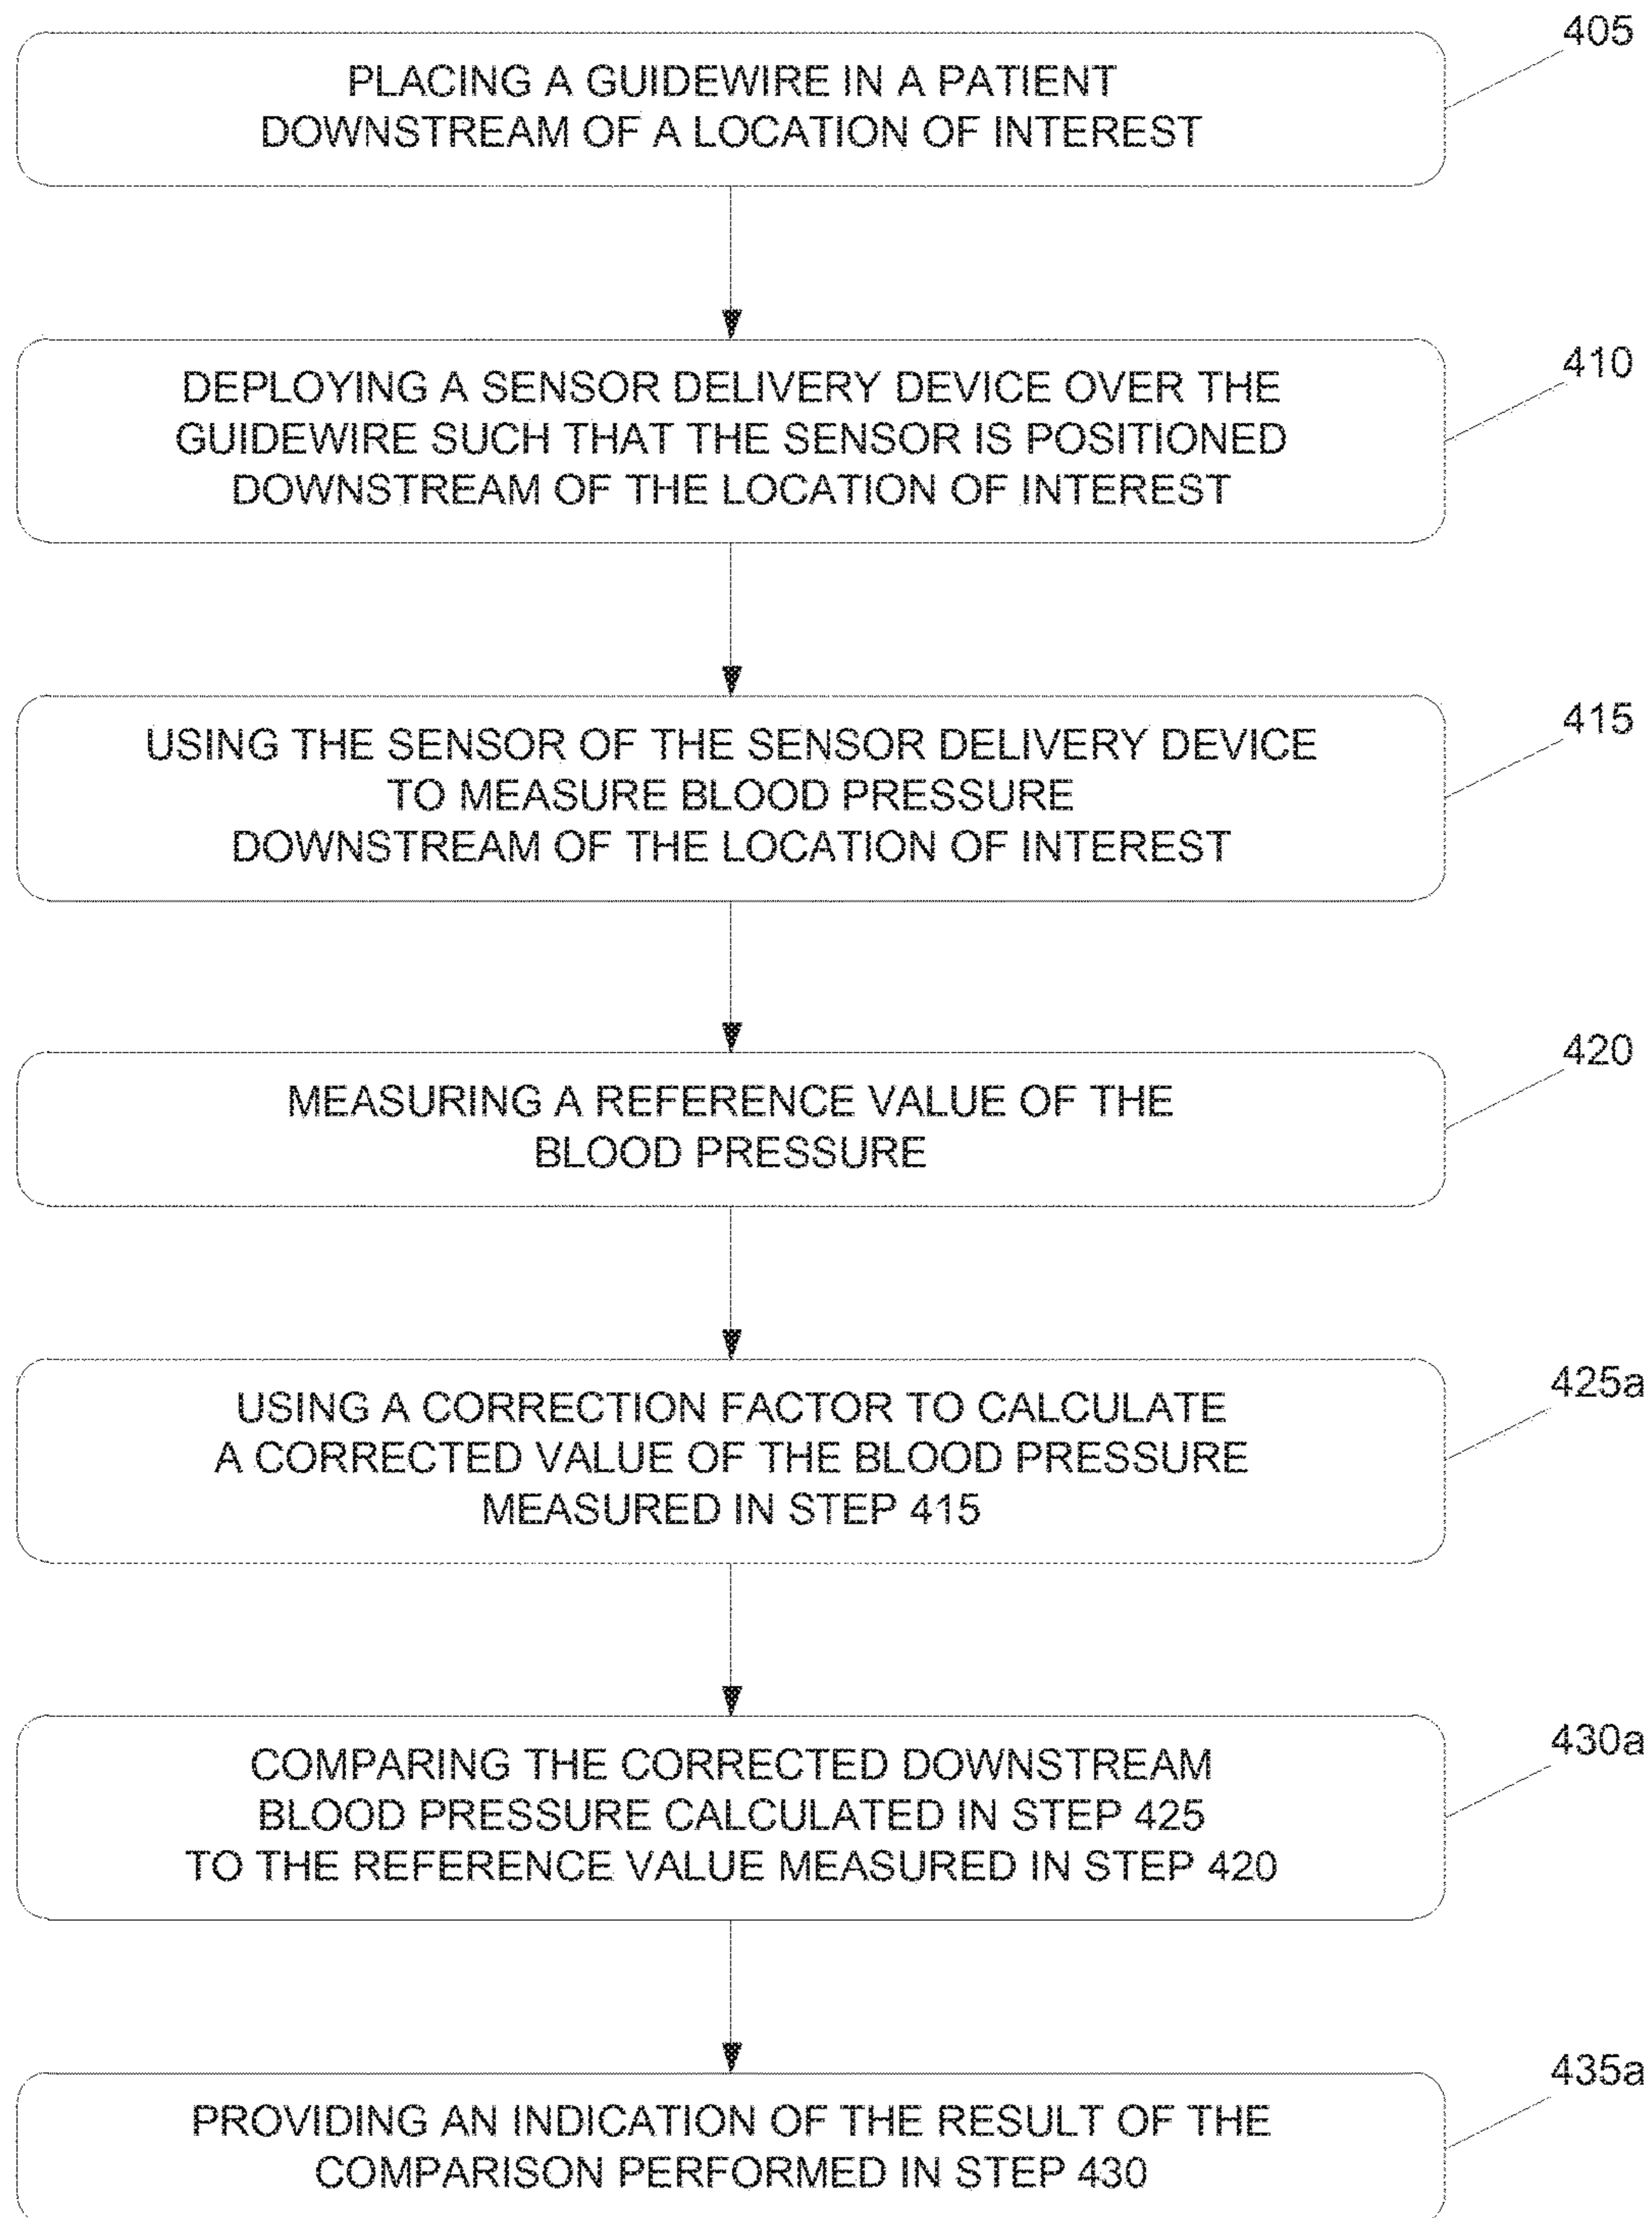 405
PLACING A GUIDEWIRE IN A PATIENT
DOWNSTREAM OF A LOCATION OF INTEREST
410
DEPLOYING A SENSOR DELIVERY DEVICE OVER THE
GUIDEWIRE SUCH THAT THE SENSOR IS POSITIONED
DOWNSTREAM OF THE LOCATION OF INTEREST
415
USING THE SENSOR OF THE SENSOR DELIVERY DEVICE
TO MEASURE BLOOD PRESSURE
DOWNSTREAM OF THE LOCATION OF INTEREST
420
MEASURING A REFERENCE VALUE OF THE
BLOOD PRESSURE
425a
USING A CORRECTION FACTOR TO CALCULATE
A CORRECTED VALUE OF THE BLOOD PRESSURE
MEASURED IN STEP 415
430a
COMPARING THE CORRECTED DOWNSTREAM
BLOOD PRESSURE CALCULATED IN STEP 425
TO THE REFERENCE VALUE MEASURED IN STEP 420
435a
PROVIDING AN INDICATION OF THE RESULT OF THE
COMPARISON PERFORMED IN STEP 430